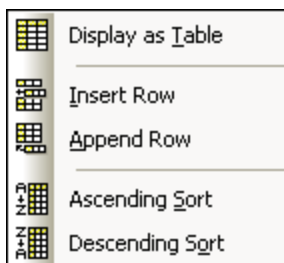 Display as Table
Insert Row
Append Row
Ascending Sort
Descending Sort